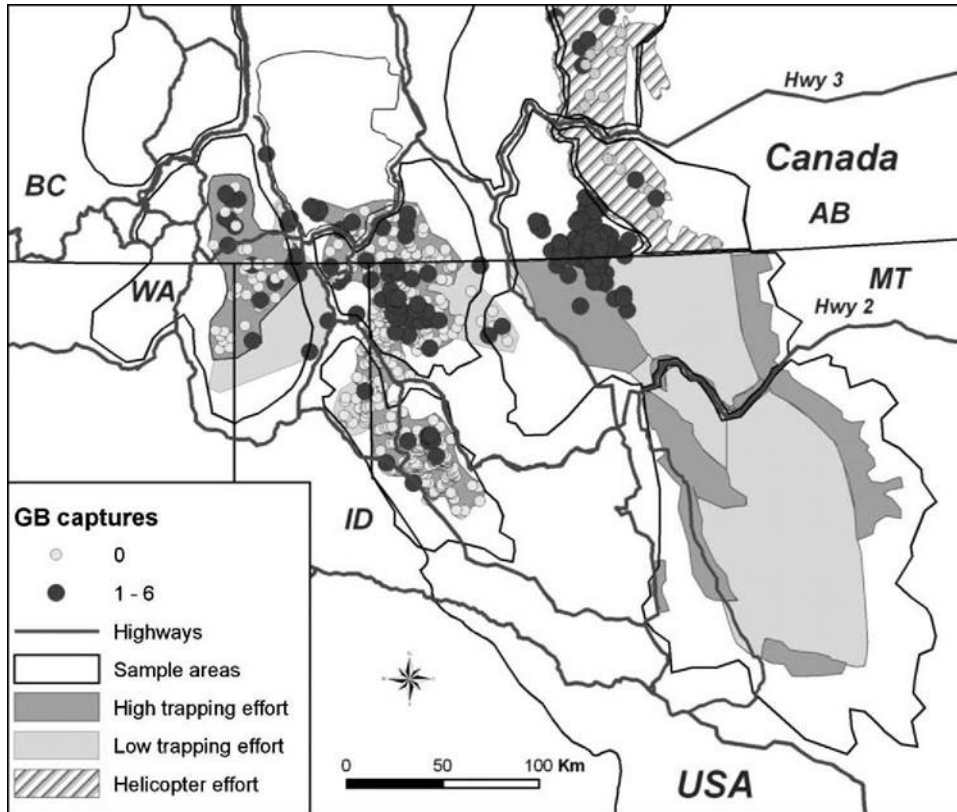 Hwy 3
Canada
BC
AB
WA
MT
Hwy 2
ID
GB captures
0
1 - 6
Highways
Sample areas
High trapping effort
Low trapping effort
Helicopter effort
0 50 100 Km
USA